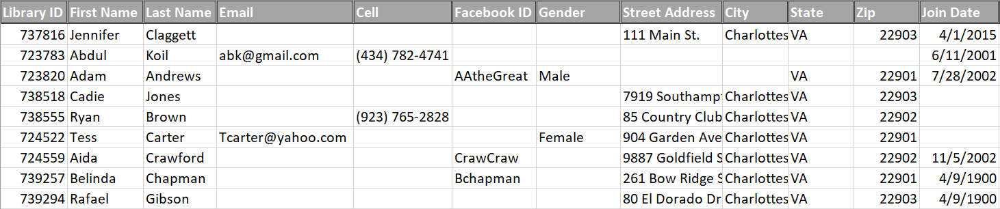 Library ID First Name Last Name Email Cell Facebook ID Gender Street Address City State Zip Join Date
737816 Jennifer Claggett 111 Main St. Charlottes VA 22903 4/1/2015
723783 Abdul Koil abk@gmail.com (434) 782-4741 6/11/2001
723820 Adam Andrews AAtheGreat Male VA 22901 7/28/2002
738518 Cadie Jones 7919 Southampt Charlottes VA 22903
738555 Ryan Brown (923) 765-2828 85 Country Club Charlottes VA 22902
724522 Tess Carter Tcarter@yahoo.com Female 904 Garden Ave Charlottes VA 22901
724559 Aida Crawford CrawCraw 9887 Goldfield S Charlottes VA 22902 11/5/2002
739257 Belinda Chapman Bchapman 261 Bow Ridge S Charlottes VA 22901 4/9/1900
739294 Rafael Gibson 80 El Dorado Dr Charlottes VA 22903 4/9/1900